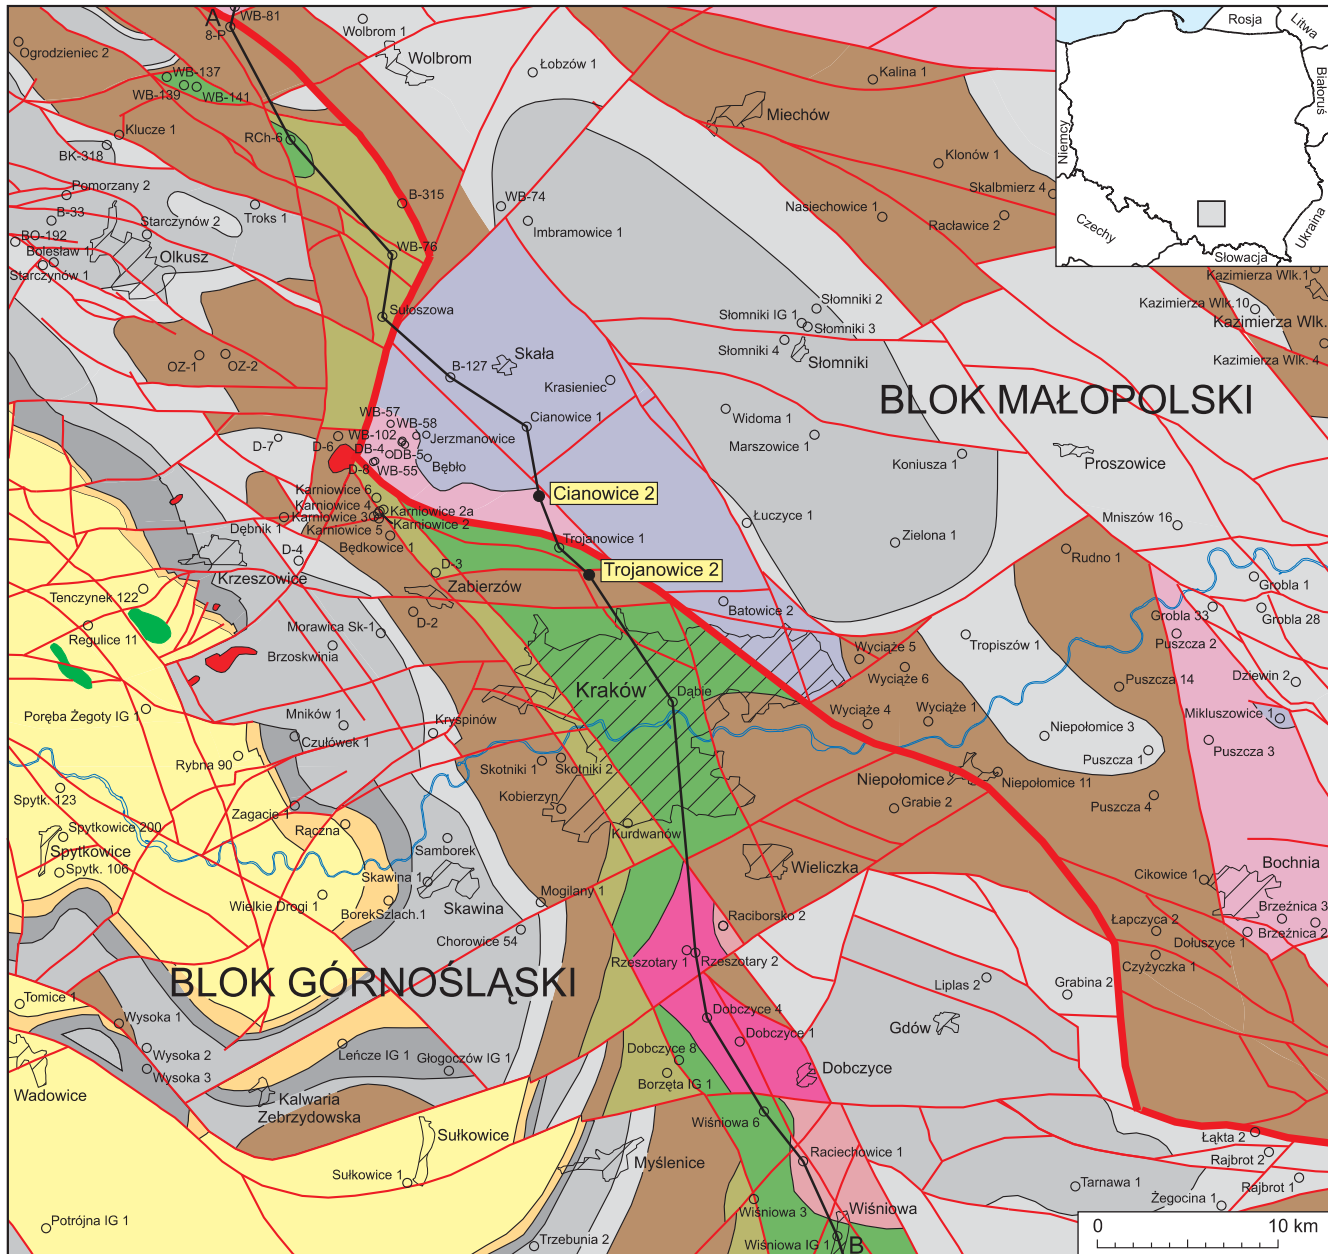 A
WB-81
8-P
Wolbrom 1
Rosja
Litwa
Ogrodzieniec 2
Wolbrom
Łobzów 1
Kalina 1
WB-137
WB-139
WB-141
Białoruś
Miechów
Niemcy
Klucze 1
RCh-6
BK-318
Klonów 1
Pomorzany 2
Skalbmierz 4
B-315
WB-74
B-33
Starczynów 2
Troks 1
Nasiechowice 1
Racławice 2
Czechy
Ukraina
BO-192
Imbramowice 1
Bolesław 1
WB-76
Olkusz
Słowacja
Starczynów 1
Kazimierza Wlk.1
Słomniki 2
Kazimierza Wlk.10
Sułoszowa
Słomniki IG 1
Słomniki 3
Kazimierza Wlk.
Słomniki 4
Skała
Słomniki
OZ-1
OZ-2
B-127
Kazimierza Wlk. 4
Krasieniec
BLOK MAŁOPOLSKI
WB-57
Cianowice 1
Widoma 1
WB-58
D-7
D-6
WB-102
Jerzmanowice
Marszowice 1
DB-4
DB-5
Koniusza 1
Proszowice
D-8
WB-55
Bębło
Karniowice 6
Cianowice 2
Karniowice 4
Karniowice 2a
Karniowice 3
Łuczyce 1
Mniszów 16
Dębnik 1
Karniowice 5
Karniowice 2
Będkowice 1
Trojanowice 1
Zielona 1
D-4
Rudno 1
D-3
Trojanowice 2
Krzeszowice
Zabierzów
Grobla 1
Tenczynek 122
D-2
Batowice 2
Grobla 33
Grobla 28
Regulice 11
Morawica Sk-1
Tropiszów 1
Puszcza 2
Wyciąże 5
Brzoskwinia
Wyciąże 6
Puszcza 14
Dziewin 2
Kraków
Dąbie
Poręba Żegoty IG 1
Mników 1
Kryspinów
Wyciąże 4
Wyciąże 1
Niepołomice 3
Mikluszowice 1
Czułówek 1
Puszcza 3
Rybna 90
Skotniki 1
Skotniki 2
Puszcza 1
Niepołomice
Niepołomice 11
Spytk. 123
Kobierzyn
Grabie 2
Puszcza 4
Zagacie 1
Rączna
Kurdwanów
Spytkowice 200
Samborek
Spytkowice
Wieliczka
Bochnia
Spytk. 106
Skawina 1
Cikowice 1
Mogilany 1
Wielkie Drogi 1
Skawina
BorekSzlach.1
Raciborsko 2
Łapczyca 2
Brzeźnica 3
Chorowice 54
Dołuszyce 1
Brzeźnica 2
Rzeszotary 1
Rzeszotary 2
Czyżyczka 1
BLOK GÓRNOŚLĄSKI
Liplas 2
Grabina 2
Tomice 1
Dobczyce 4
Wysoka 1
Gdów
Dobczyce 1
Wysoka 2
Leńcze IG 1
Głogoczów IG 1
Dobczyce 8
Wysoka 3
Dobczyce
Borzęta IG 1
Wadowice
Kalwaria
Zebrzydowska
Wiśniowa 6
Sułkowice
Łąkta 2
Myślenice
Raciechowice 1
Rajbrot 2
Sułkowice 1
Tarnawa 1
Rajbrot 1
Żegocina 1
Wiśniowa 3
Wiśniowa
Potrójna IG 1
0
10 km
Trzebunia 2
Wiśniowa IG 1
B